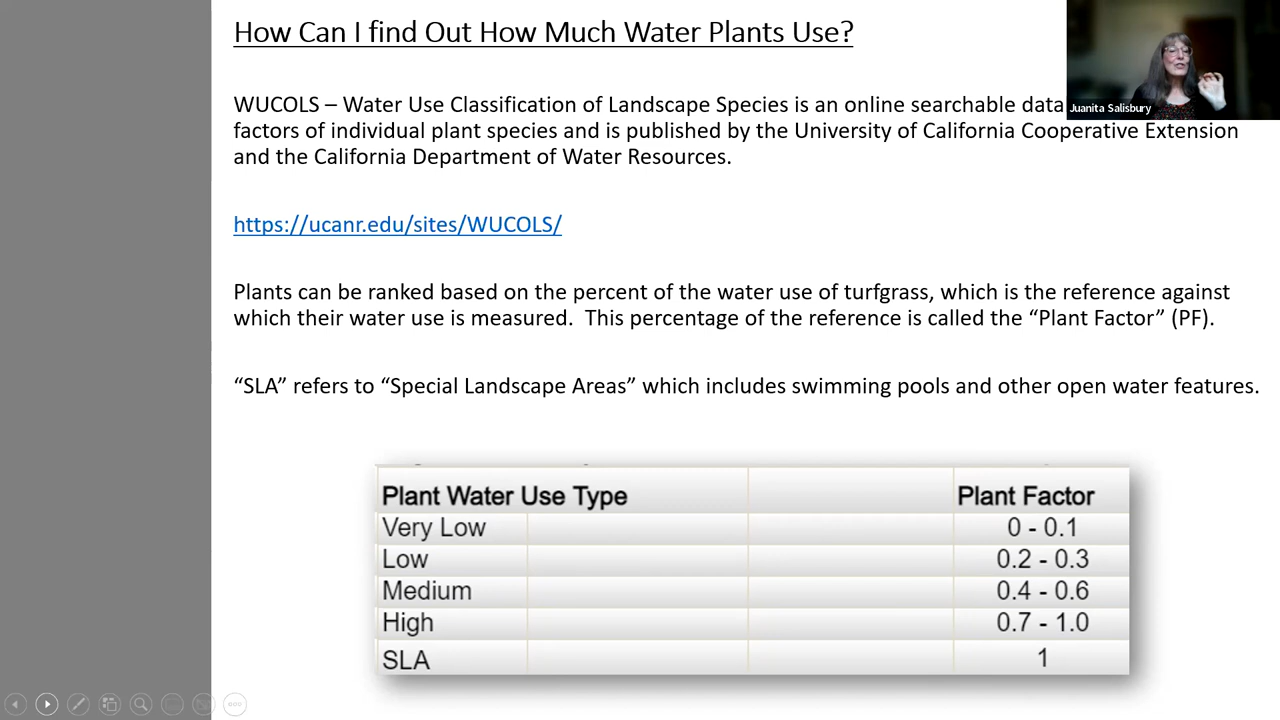 How Can I find Out How Much Water Plants Use?
WUCOLS – Water Use Classification of Landscape Species is an online searchable data
Juanita Salisbury
factors of individual plant species and is published by the University of California Cooperative Extension
and the California Department of Water Resources.
https://ucanr.edu/sites/WUCOLS/
Plants can be ranked based on the percent of the water use of turfgrass, which is the reference against
which their water use is measured.  This percentage of the reference is called the “Plant Factor” (PF).
“SLA” refers to “Special Landscape Areas” which includes swimming pools and other open water features.
Plant Water Use Type Plant Factor
Very Low 0 - 0.1
Low 0.2 - 0.3
Medium 0.4 - 0.6
High 0.7 - 1.0
SLA 1